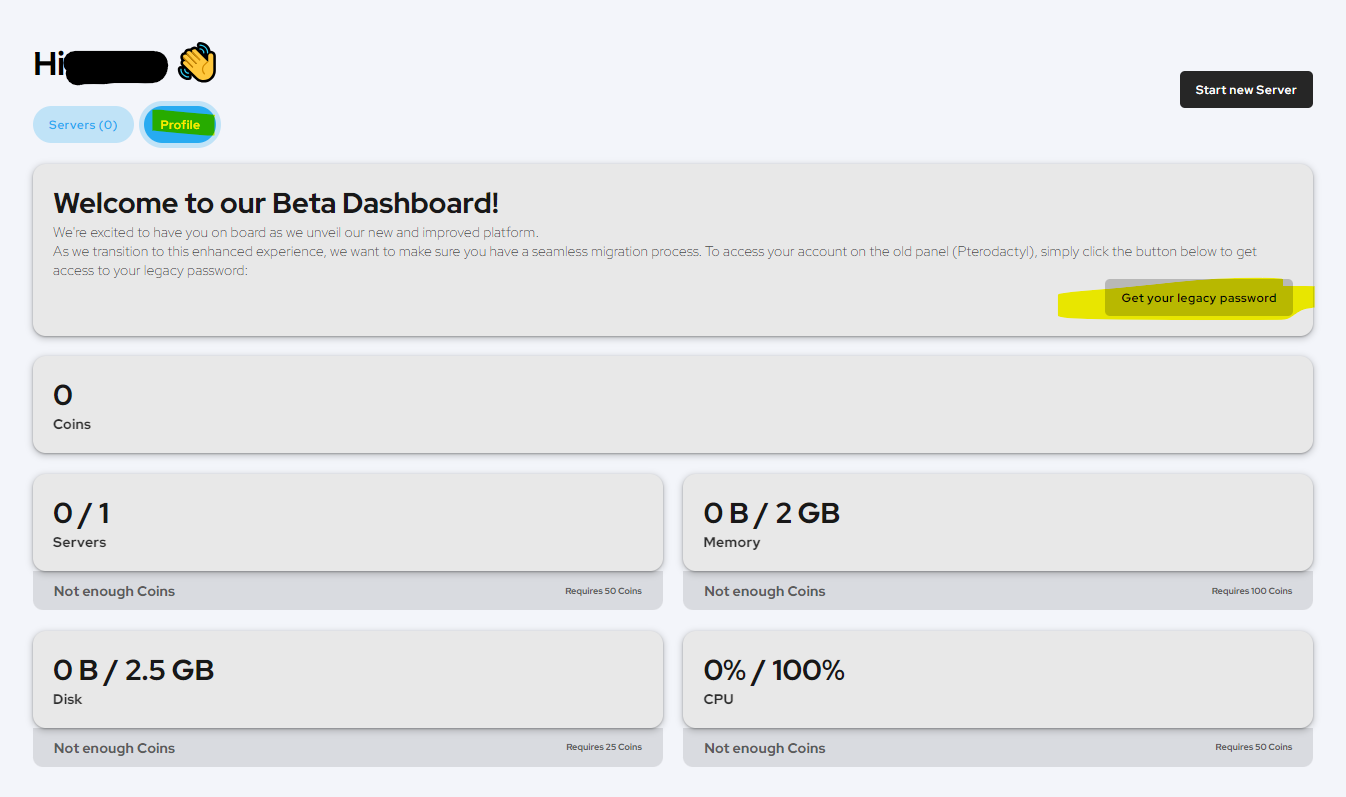 Hi
Start new Server
Servers (0)
Profile
Welcome to our Beta Dashboard!
We're excited to have you on board as we unveil our new and improved platform.
As we transition to this enhanced experience, we want to make sure you have a seamless migration process. To access your account on the old panel (Pterodactyl), simply click the button below to get
access to your legacy password:
Get your legacy password
0
Coins
0 / 1
Servers
Not enough Coins
Requires 50 Coins
0 B / 2 GB
Memory
Not enough Coins
Requires 100 Coins
0 B / 2.5 GB
Disk
Not enough Coins
Requires 25 Coins
0% / 100%
CPU
Not enough Coins
Requires 50 Coins